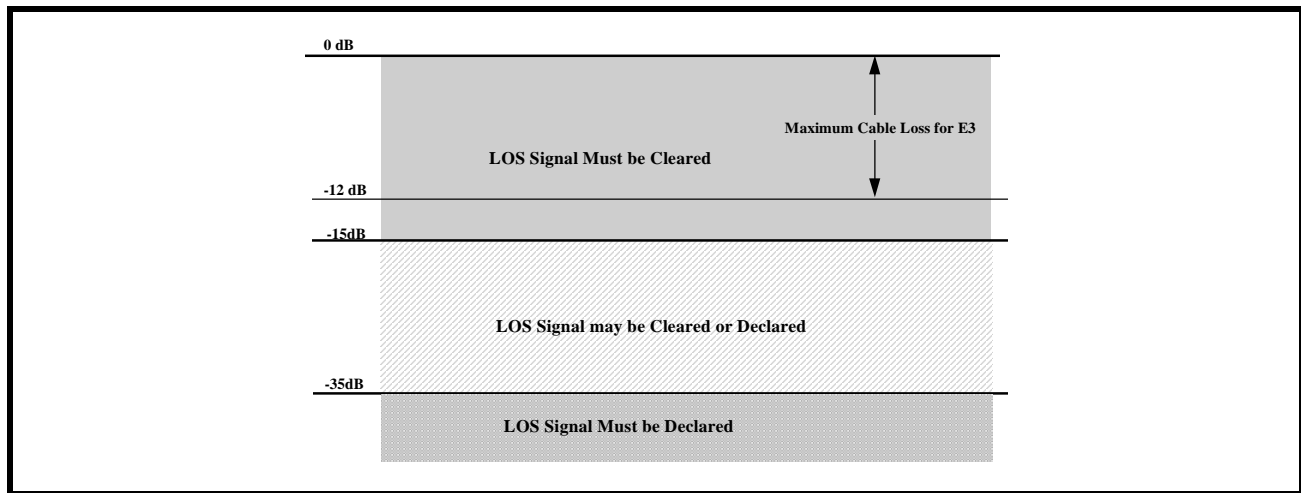 0 dB
Maximum Cable Loss for E3
LOS Signal Must be Cleared
-12 dB
-15dB
LOS Signal may be Cleared or Declared
-35dB
LOS Signal Must be Declared